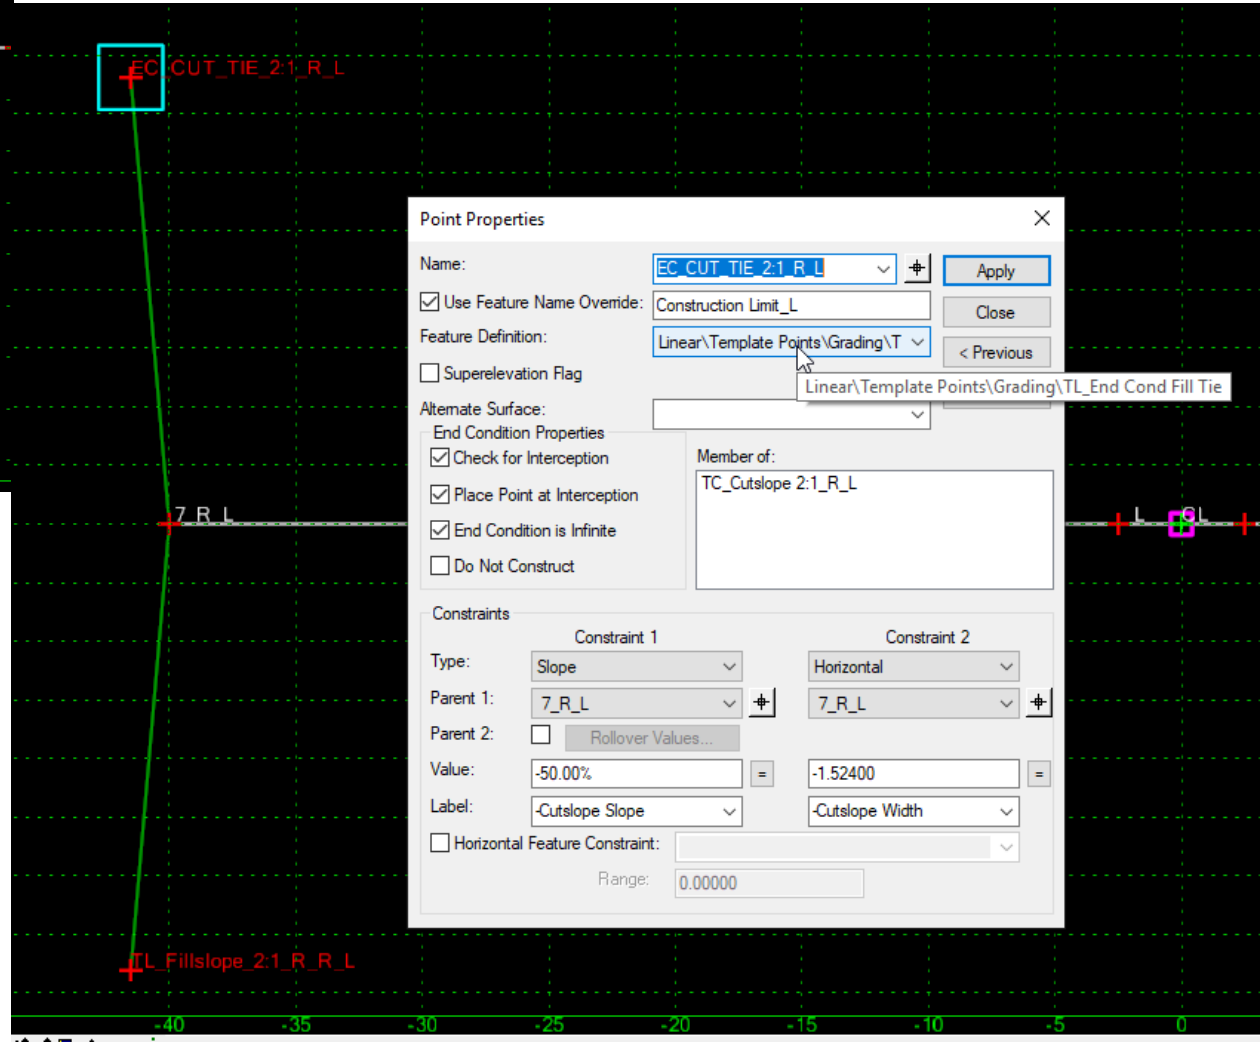 EC_CUT_TIE_2:1_R_L
Point Properties
Name:
EC_CUT_TIE_2:1_R_L
Apply
Use Feature Name Override:
Construction Limit_L
Close
Feature Definition:
Linear\Template Points\Grading\T
< Previous
Superelevation Flag
Linear\Template Points\Grading\TL_End Cond Fill Tie
Alternate Surface:
End Condition Properties
Check for Interception
Member of:
TC_Cutslope 2:1_R_L
Place Point at Interception
7_R_L
L
CL
End Condition is Infinite
Do Not Construct
Constraints
Constraint 1
Constraint 2
Type:
Slope
Horizontal
Parent 1:
7_R_L
7_R_L
Parent 2:
Rollover Values...
Value:
-50.00%
=
-1.52400
=
Label:
-Cutslope Slope
-Cutslope Width
Horizontal Feature Constraint:
Range:
0.00000
TL_Fillslope_2:1_R_R_L
-40
-35
-30
-25
-20
-15
-10
-5
0